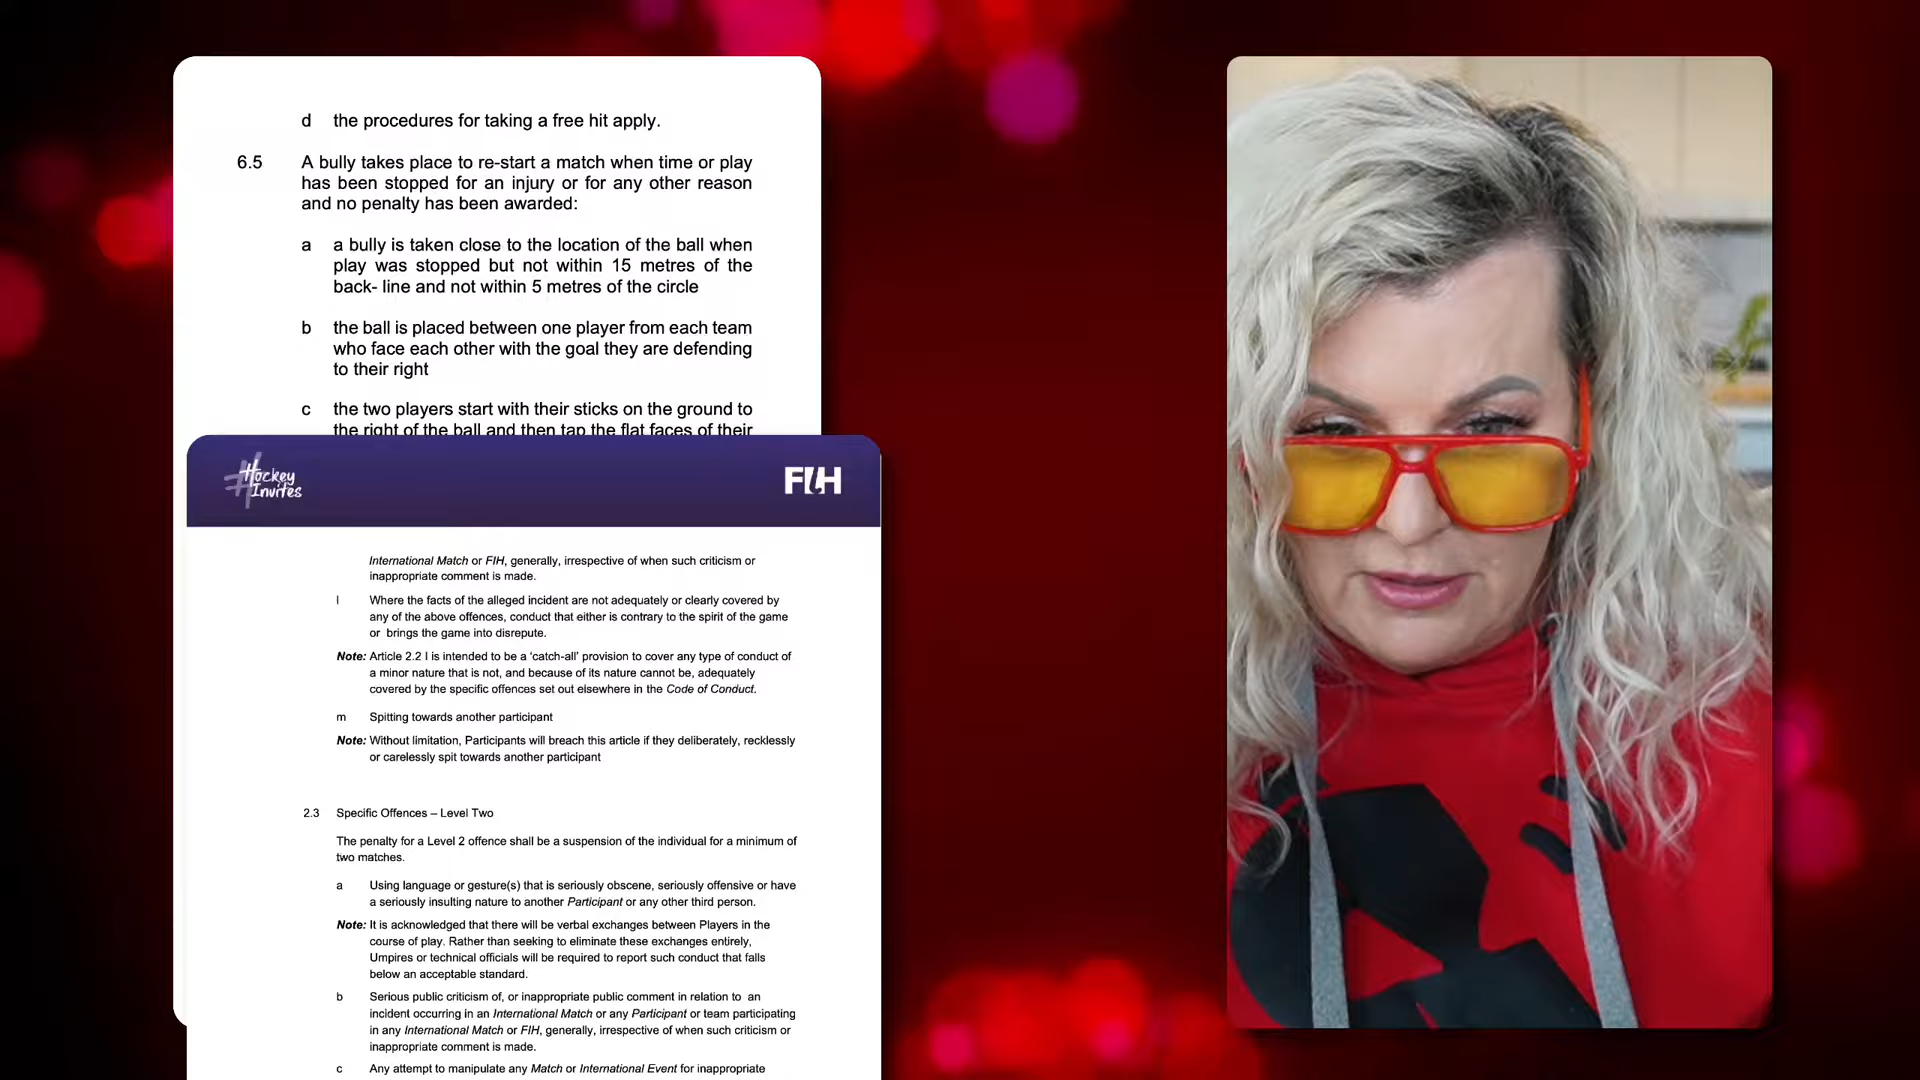 d the procedures for taking a free hit apply.
6.5 A bully takes place to re-start a match when time or play
has been stopped for an injury or for any other reason
and no penalty has been awarded:
a a bully is taken close to the location of the ball when
play was stopped but not within 15 metres of the
back- line and not within 5 metres of the circle
b the ball is placed between one player from each team
who face each other with the goal they are defending
to their right
c the two players start with their sticks on the ground to
the right of the ball and then tap the flat faces of their
#Hockey
Invites
FIH
International Match or FIH, generally, irrespective of when such criticism or
inappropriate comment is made.
l Where the facts of the alleged incident are not adequately or clearly covered by
any of the above offences, conduct that either is contrary to the spirit of the game
or brings the game into disrepute.
Note: Article 2.2 l is intended to be a ‘catch-all’ provision to cover any type of conduct of
a minor nature that is not, and because of its nature cannot be, adequately
covered by the specific offences set out elsewhere in the Code of Conduct.
m Spitting towards another participant
Note: Without limitation, Participants will breach this article if they deliberately, recklessly
or carelessly spit towards another participant
2.3 Specific Offences – Level Two
The penalty for a Level 2 offence shall be a suspension of the individual for a minimum of
two matches.
a Using language or gesture(s) that is seriously obscene, seriously offensive or have
a seriously insulting nature to another Participant or any other third person.
Note: It is acknowledged that there will be verbal exchanges between Players in the
course of play. Rather than seeking to eliminate these exchanges entirely,
Umpires or technical officials will be required to report such conduct that falls
below an acceptable standard.
b Serious public criticism of, or inappropriate public comment in relation to an
incident occurring in an International Match or any Participant or team participating
in any International Match or FIH, generally, irrespective of when such criticism or
inappropriate comment is made.
c Any attempt to manipulate any Match or International Event for inappropriate